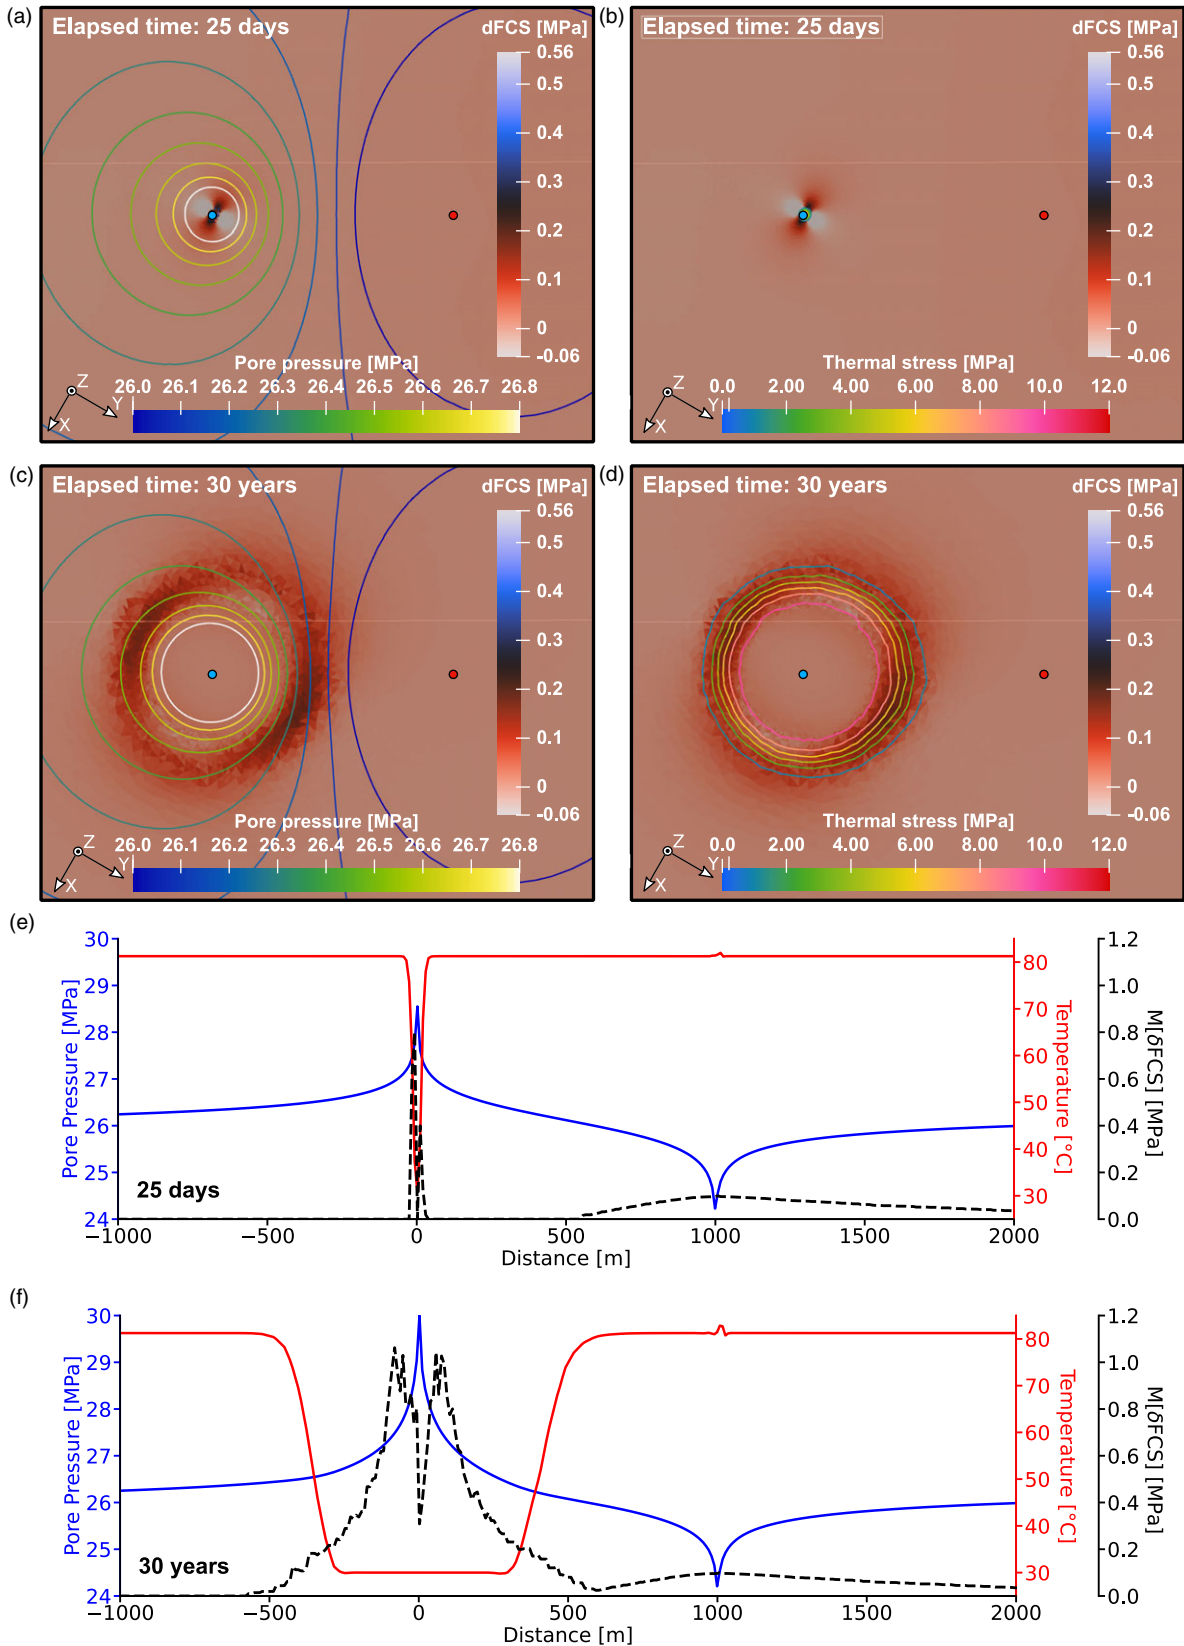 (a)
Elapsed time: 25 days
dFCS [MPa]
0.56
0.5
0.4
0.3
0.2
0.1
0
-0.06
Pore pressure [MPa]
26.0 26.1 26.2 26.3 26.4 26.5 26.6 26.7 26.8
Z
Y
X
(b)
Elapsed time: 25 days
dFCS [MPa]
0.56
0.5
0.4
0.3
0.2
0.1
0
-0.06
Thermal stress [MPa]
0.0 2.00 4.00 6.00 8.00 10.0 12.0
Z
Y
X
(c)
Elapsed time: 30 years
dFCS [MPa]
0.56
0.5
0.4
0.3
0.2
0.1
0
-0.06
Pore pressure [MPa]
26.0 26.1 26.2 26.3 26.4 26.5 26.6 26.7 26.8
Z
Y
X
(d)
Elapsed time: 30 years
dFCS [MPa]
0.56
0.5
0.4
0.3
0.2
0.1
0
-0.06
Thermal stress [MPa]
0.0 2.00 4.00 6.00 8.00 10.0 12.0
Z
Y
X
(e)
Pore Pressure [MPa]
30
29
28
27
26
25
24
25 days
−1000 −500 0 500 1000 1500 2000
Distance [m]
80
70
60
50
40
30
Temperature [°C]
1.2
1.0
0.8
0.6
0.4
0.2
0.0
M[δFCS] [MPa]
(f)
Pore Pressure [MPa]
30
29
28
27
26
25
24
30 years
−1000 −500 0 500 1000 1500 2000
Distance [m]
80
70
60
50
40
30
Temperature [°C]
1.2
1.0
0.8
0.6
0.4
0.2
0.0
M[δFCS] [MPa]